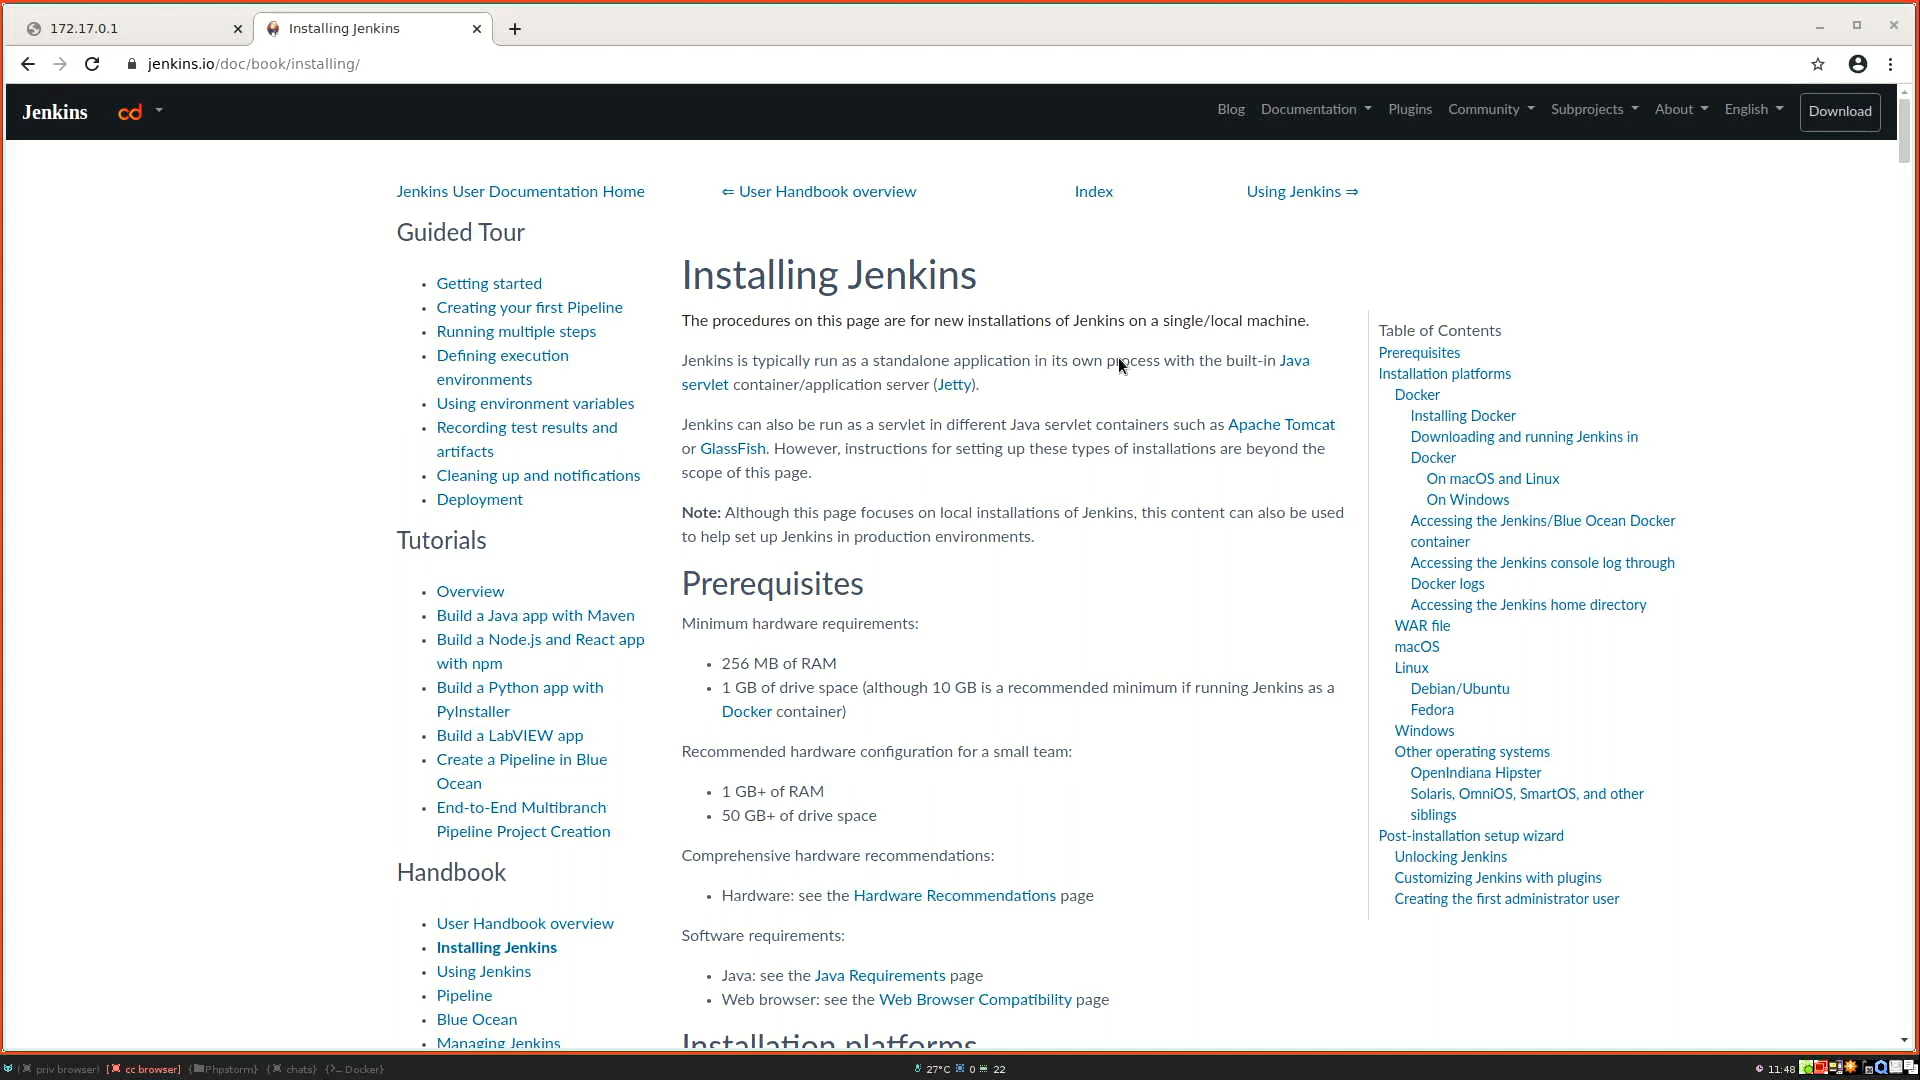 172.17.0.1
Installing Jenkins
jenkins.io/doc/book/installing/
Jenkins
cd
Blog
Documentation
Plugins
Community
Subprojects
About
English
Download
Jenkins User Documentation Home
⇐ User Handbook overview
Index
Using Jenkins ⇒
Guided Tour
• Getting started
• Creating your first Pipeline
• Running multiple steps
• Defining execution
environments
• Using environment variables
• Recording test results and
artifacts
• Cleaning up and notifications
• Deployment
Tutorials
• Overview
• Build a Java app with Maven
• Build a Node.js and React app
with npm
• Build a Python app with
PyInstaller
• Build a LabVIEW app
• Create a Pipeline in Blue
Ocean
• End-to-End Multibranch
Pipeline Project Creation
Handbook
• User Handbook overview
• Installing Jenkins
• Using Jenkins
• Pipeline
• Blue Ocean
• Managing Jenkins
Installing Jenkins
The procedures on this page are for new installations of Jenkins on a single/local machine.
Jenkins is typically run as a standalone application in its own process with the built-in Java
servlet container/application server (Jetty).
Jenkins can also be run as a servlet in different Java servlet containers such as Apache Tomcat
or GlassFish. However, instructions for setting up these types of installations are beyond the
scope of this page.
Note: Although this page focuses on local installations of Jenkins, this content can also be used
to help set up Jenkins in production environments.
Prerequisites
Minimum hardware requirements:
• 256 MB of RAM
• 1 GB of drive space (although 10 GB is a recommended minimum if running Jenkins as a
Docker container)
Recommended hardware configuration for a small team:
• 1 GB+ of RAM
• 50 GB+ of drive space
Comprehensive hardware recommendations:
• Hardware: see the Hardware Recommendations page
Software requirements:
• Java: see the Java Requirements page
• Web browser: see the Web Browser Compatibility page
Installation platforms
Table of Contents
Prerequisites
Installation platforms
Docker
Installing Docker
Downloading and running Jenkins in
Docker
On macOS and Linux
On Windows
Accessing the Jenkins/Blue Ocean Docker
container
Accessing the Jenkins console log through
Docker logs
Accessing the Jenkins home directory
WAR file
macOS
Linux
Debian/Ubuntu
Fedora
Windows
Other operating systems
OpenIndiana Hipster
Solaris, OmniOS, SmartOS, and other
siblings
Post-installation setup wizard
Unlocking Jenkins
Customizing Jenkins with plugins
Creating the first administrator user
priv browser) [ cc browser] {Phpstorm} { chats} {>_ Docker}
27°C 0 22
11:48